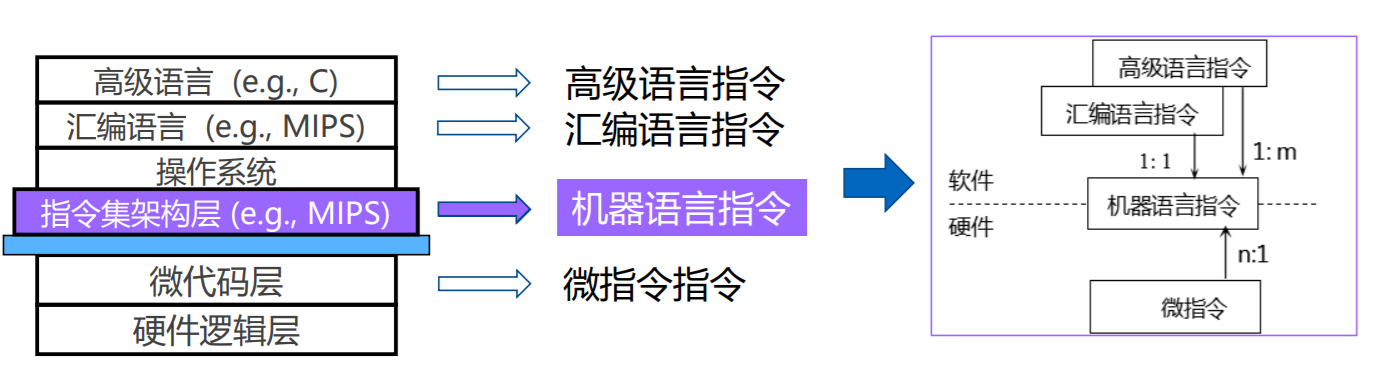 高级语言 (e.g., C)
汇编语言 (e.g., MIPS)
操作系统
指令集架构层 (e.g., MIPS)
微代码层
硬件逻辑层
高级语言指令
汇编语言指令
机器语言指令
微指令指令
高级语言指令
汇编语言指令
1: 1
1: m
软件
机器语言指令
硬件
n:1
微指令